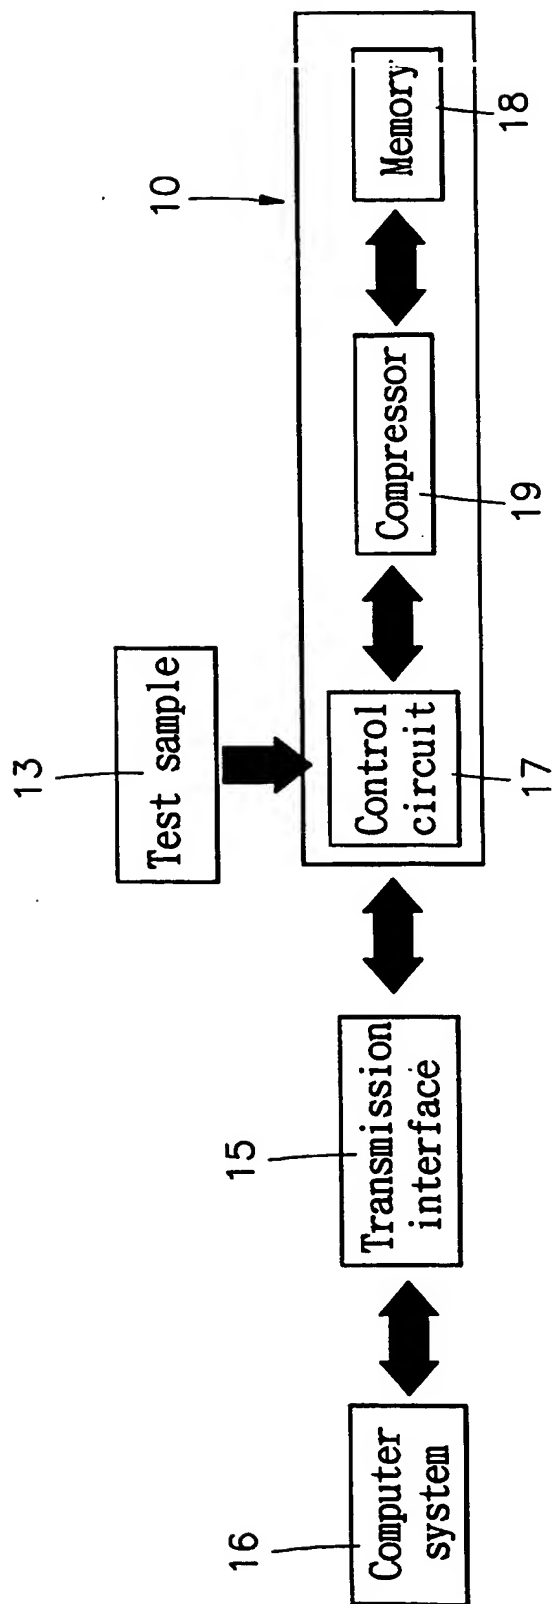 13
Test sample
10
16
Computer
system
15
Transmission
interface
Control
circuit
17
Compressor
19
Memory
18